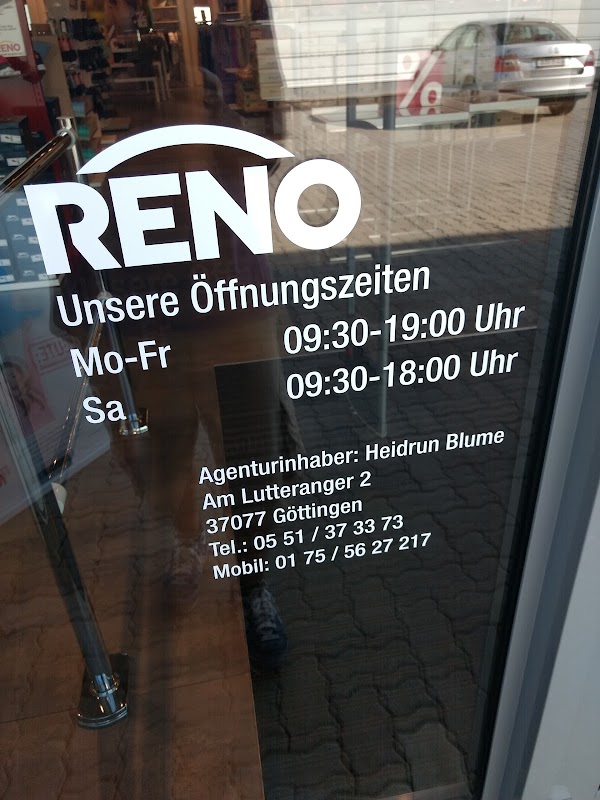 RENO
%
RENO
Unsere Öffnungszeiten
Mo-Fr 09:30-19:00 Uhr
Sa 09:30-18:00 Uhr
Agenturinhaber: Heidrun Blume
Am Lutteranger 2
37077 Göttingen
Tel.: 05 51 / 37 33 73
Mobil: 01 75 / 56 27 217